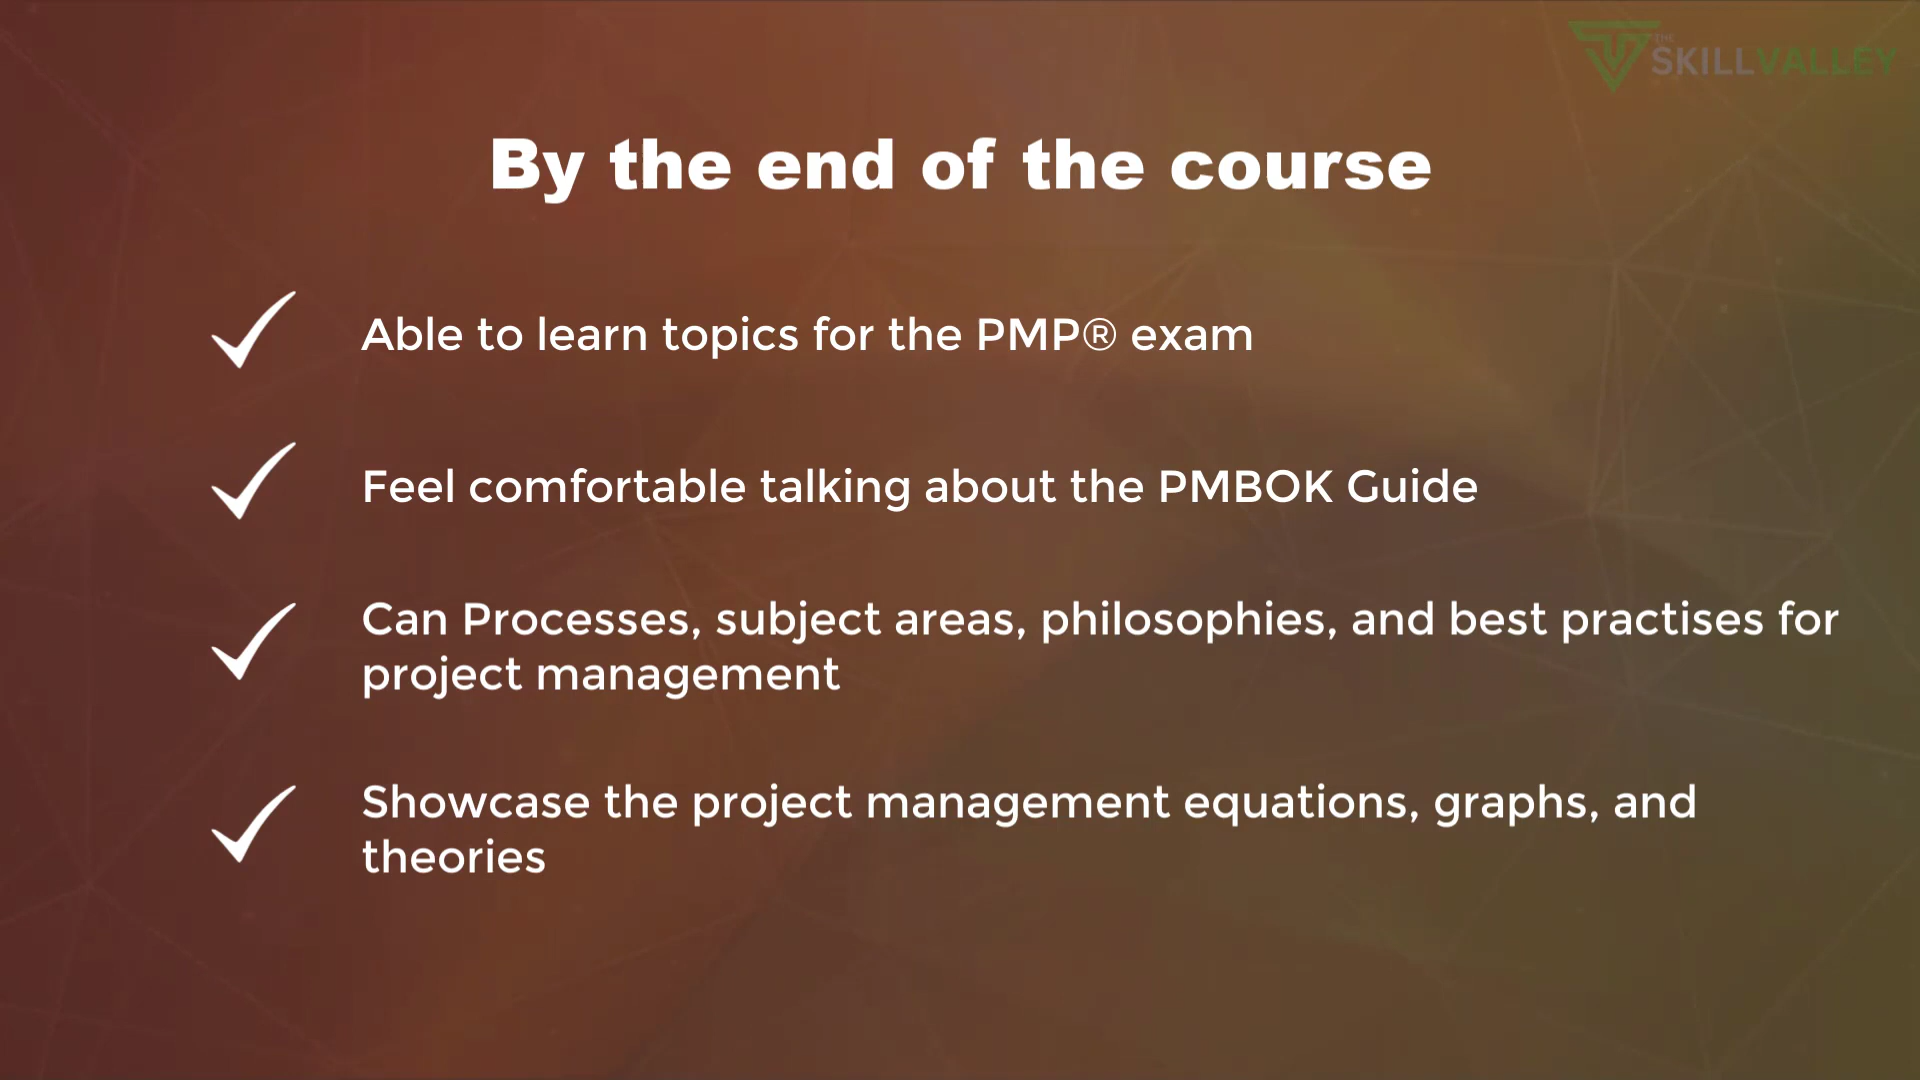 THE
SKILLVALLEY
By the end of the course
Able to learn topics for the PMP® exam
Feel comfortable talking about the PMBOK Guide
Can Processes, subject areas, philosophies, and best practises for
project management
Showcase the project management equations, graphs, and
theories